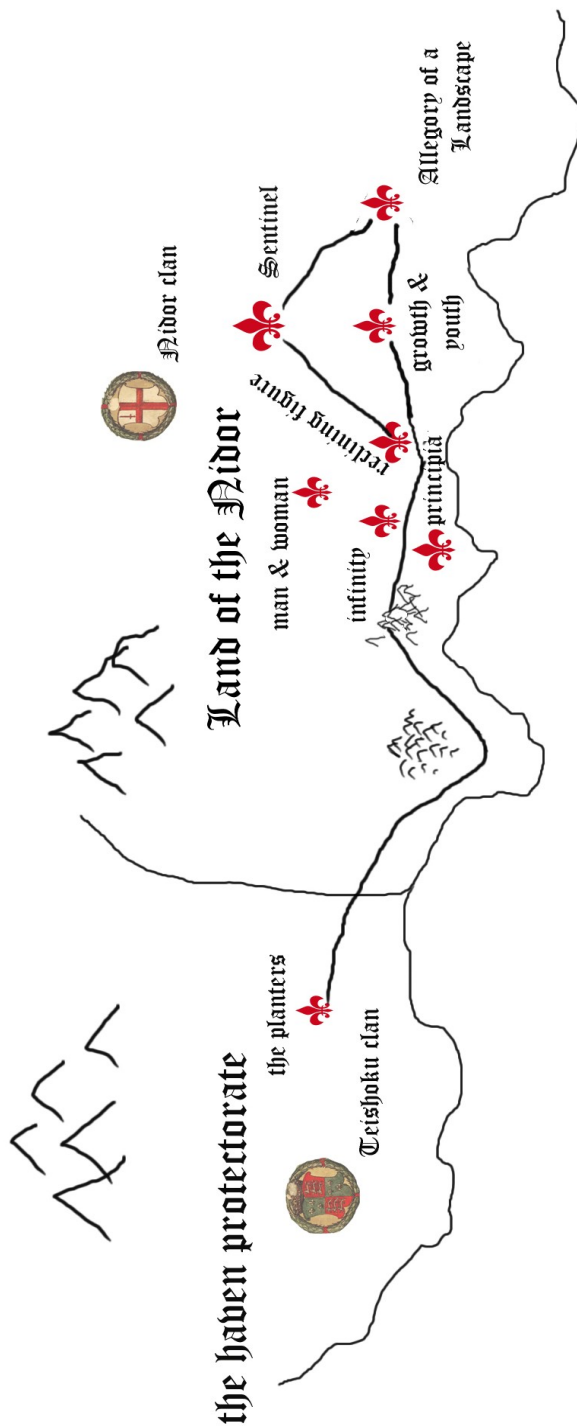 the haven protectorate
Teishoku clan
the planters
Land of the Nidor
Nidor clan
man & woman
infinity
principia
reclining figure
Sentinel
growth &
youth
Allegory of a
Landscape